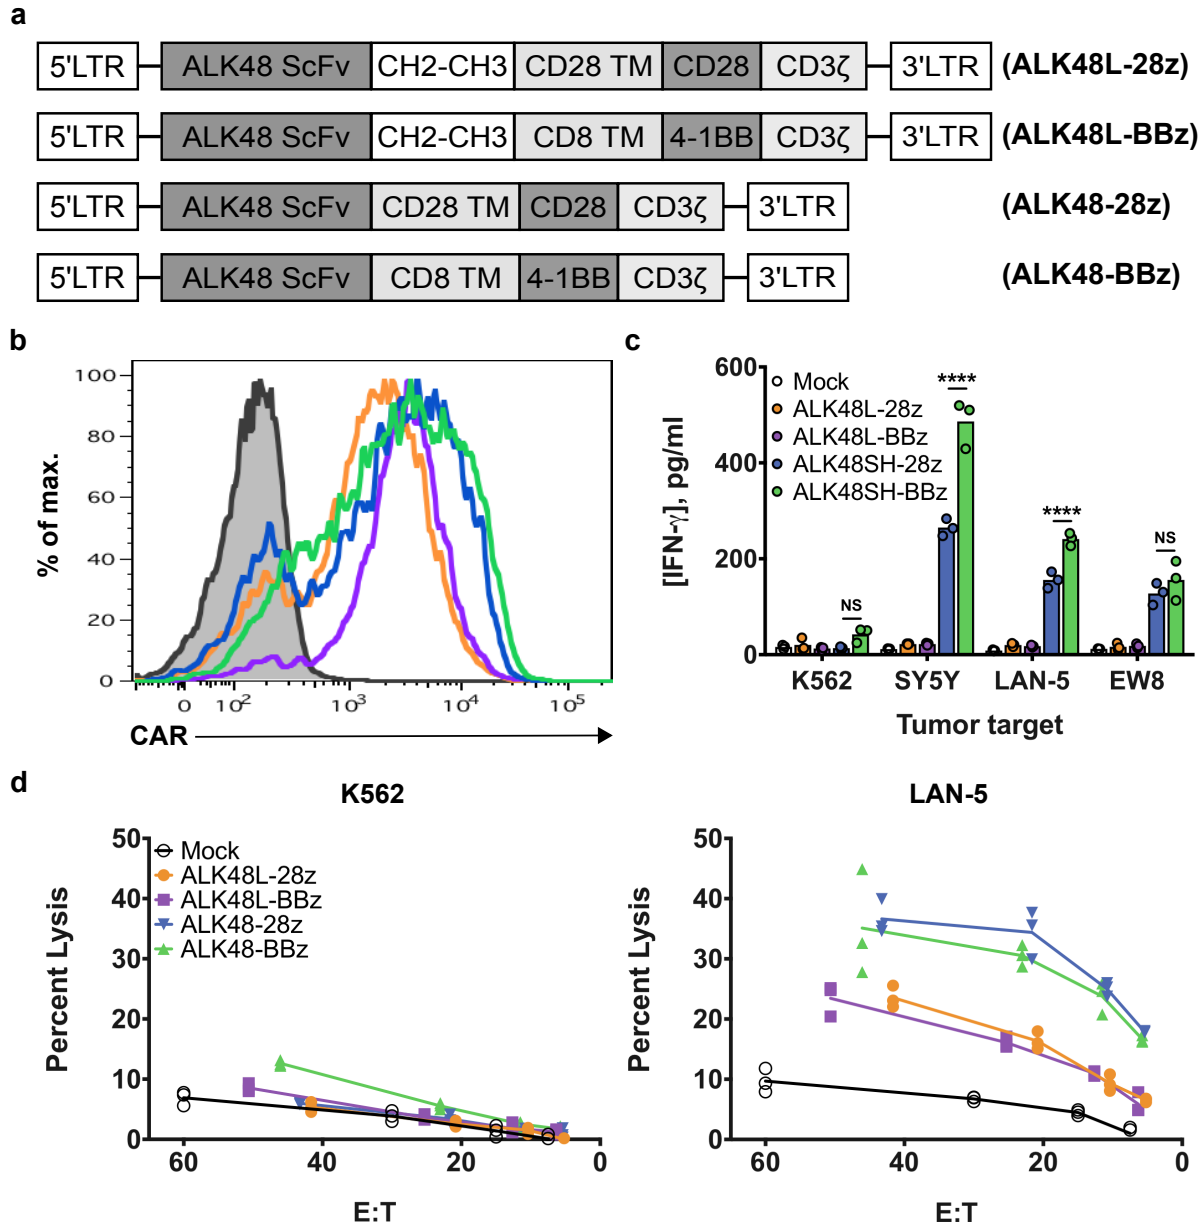 a
5'LTR ALK48 ScFv CH2-CH3 CD28 TM CD28 CD3ζ 3'LTR (ALK48L-28z)
5'LTR ALK48 ScFv CH2-CH3 CD8 TM 4-1BB CD3ζ 3'LTR (ALK48L-BBz)
5'LTR ALK48 ScFv CD28 TM CD28 CD3ζ 3'LTR (ALK48-28z)
5'LTR ALK48 ScFv CD8 TM 4-1BB CD3ζ 3'LTR (ALK48-BBz)
b
% of max.
100
80
60
40
20
0
0 10² 10³ 10⁴ 10⁵
CAR
c
[IFN-γ], pg/ml
600
400
200
0
Mock
ALK48L-28z
ALK48L-BBz
ALK48SH-28z
ALK48SH-BBz
NS
****
****
NS
K562 SY5Y LAN-5 EW8
Tumor target
d
K562
Percent Lysis
50
40
30
20
10
0
Mock
ALK48L-28z
ALK48L-BBz
ALK48-28z
ALK48-BBz
60 40 20 0
E:T
LAN-5
Percent Lysis
50
40
30
20
10
0
60 40 20 0
E:T